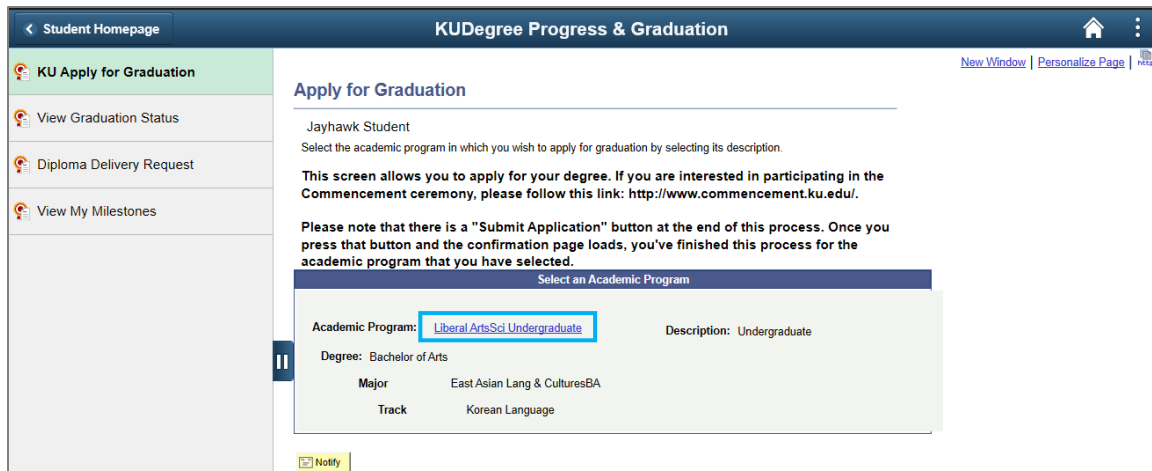 Student Homepage
KUDegree Progress & Graduation
KU Apply for Graduation
View Graduation Status
Diploma Delivery Request
View My Milestones
New Window | Personalize Page | http
Apply for Graduation
Jayhawk Student
Select the academic program in which you wish to apply for graduation by selecting its description.
This screen allows you to apply for your degree. If you are interested in participating in the
Commencement ceremony, please follow this link: http://www.commencement.ku.edu/.
Please note that there is a "Submit Application" button at the end of this process. Once you
press that button and the confirmation page loads, you've finished this process for the
academic program that you have selected.
Select an Academic Program
Academic Program: Liberal ArtsSci Undergraduate Description: Undergraduate
Degree: Bachelor of Arts
Major East Asian Lang & CulturesBA
Track Korean Language
Notify